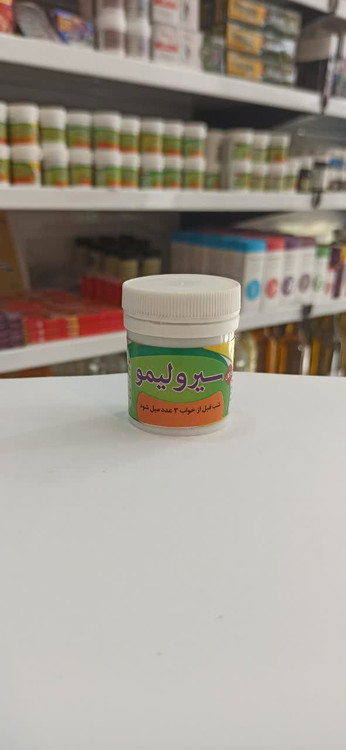 سیرولیمو
شب قبل از خواب ۳ عدد میل شود